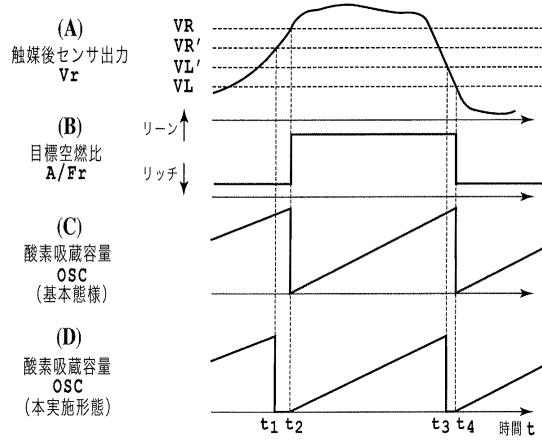 (A)
触媒後センサ出力
Vr
VR
VR'
VL'
VL
(B)
目標空燃比
A/Fr
リーン
リッチ
(C)
酸素吸蔵容量
OSC
(基本態様)
(D)
酸素吸蔵容量
OSC
(本実施形態)
t1 t2 t3 t4 時間 t